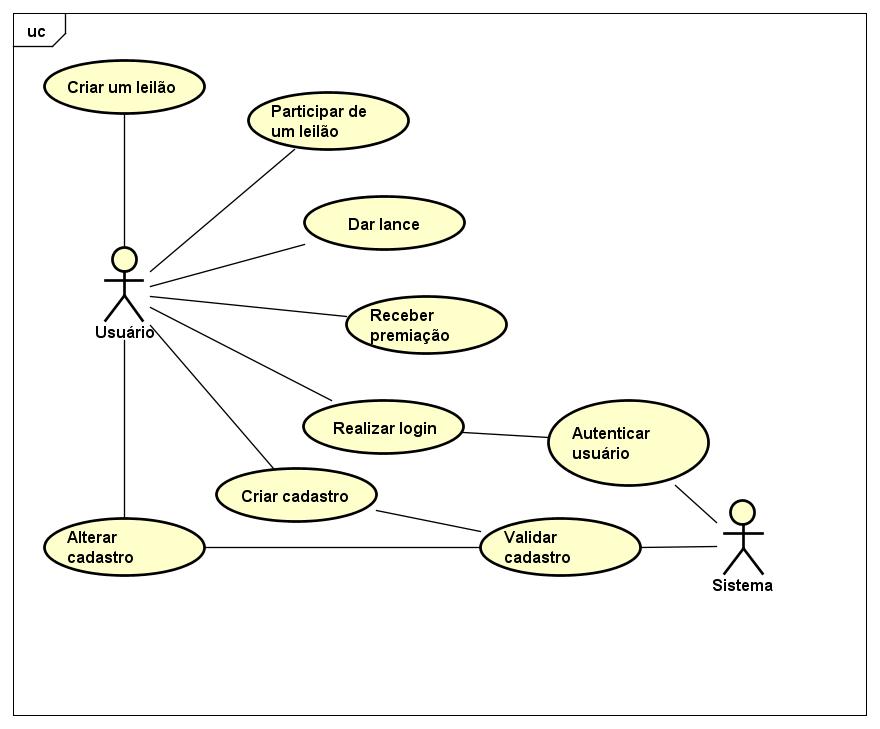 uc
Criar um leilão
Participar de
um leilão
Dar lance
Usuário
Receber
premiação
Realizar login
Autenticar
usuário
Criar cadastro
Alterar
cadastro
Validar
cadastro
Sistema